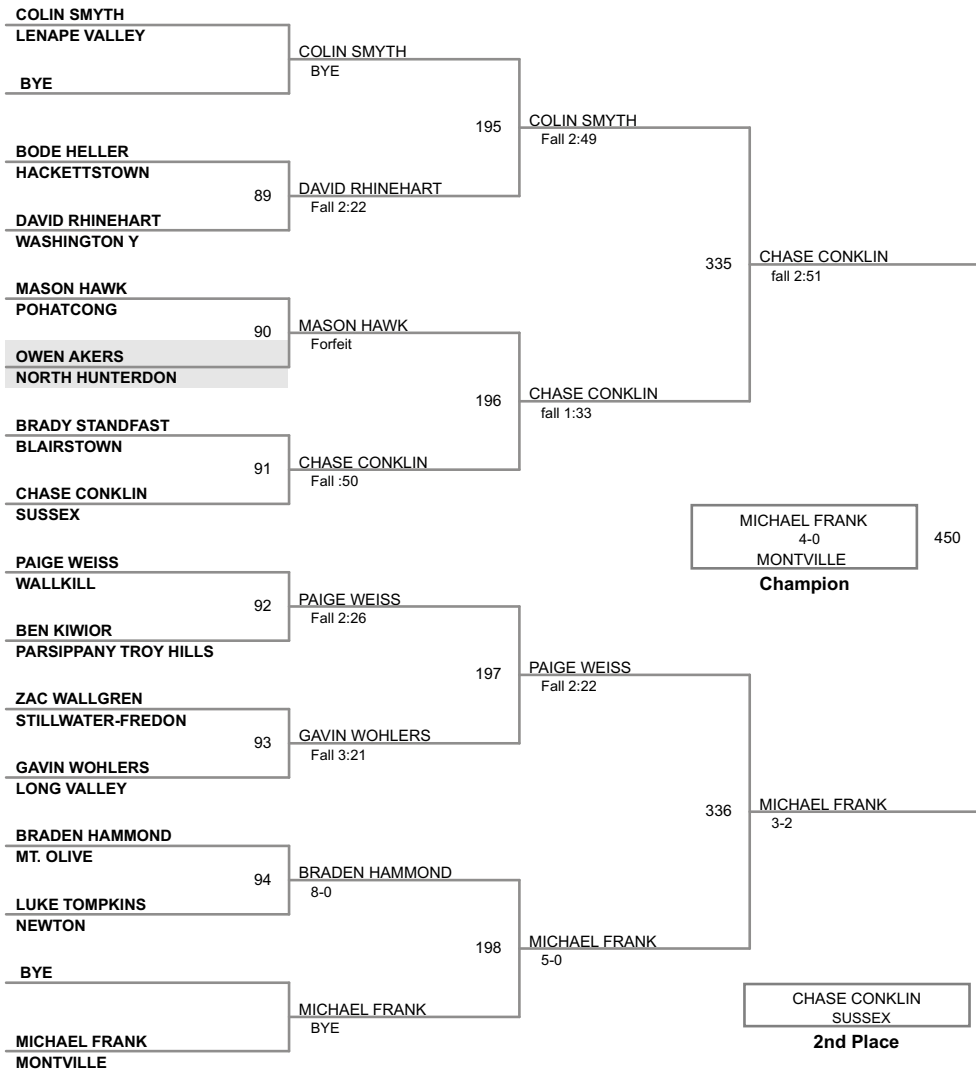 COLIN SMYTH
LENAPE VALLEY
BYE
BODE HELLER
HACKETTSTOWN
89
DAVID RHINEHART
WASHINGTON Y
MASON HAWK
POHATCONG
90
OWEN AKERS
NORTH HUNTERDON
BRADY STANDFAST
BLAIRSTOWN
91
CHASE CONKLIN
SUSSEX
PAIGE WEISS
WALLKILL
92
BEN KIWIOR
PARSIPPANY TROY HILLS
ZAC WALLGREN
STILLWATER-FREDON
93
GAVIN WOHLERS
LONG VALLEY
BRADEN HAMMOND
MT. OLIVE
94
LUKE TOMPKINS
NEWTON
BYE
MICHAEL FRANK
MONTVILLE
COLIN SMYTH
BYE
195
DAVID RHINEHART
Fall 2:22
MASON HAWK
Forfeit
196
CHASE CONKLIN
Fall :50
PAIGE WEISS
Fall 2:26
197
GAVIN WOHLERS
Fall 3:21
BRADEN HAMMOND
8-0
198
MICHAEL FRANK
BYE
COLIN SMYTH
Fall 2:49
335
CHASE CONKLIN
fall 1:33
PAIGE WEISS
Fall 2:22
336
MICHAEL FRANK
5-0
CHASE CONKLIN
fall 2:51
MICHAEL FRANK
4-0
MONTVILLE
450
Champion
MICHAEL FRANK
3-2
CHASE CONKLIN
SUSSEX
2nd Place